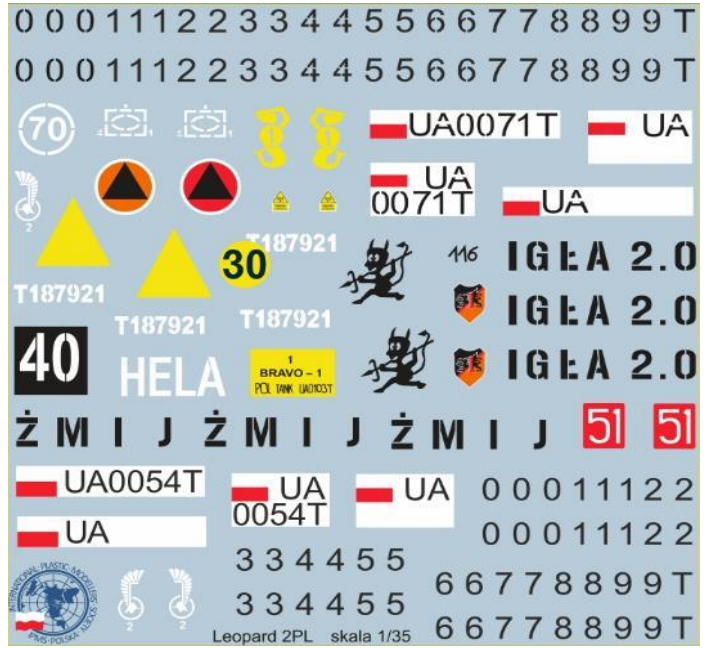 0 0 0 1 1 1 2 2 3 3 4 4 5 5 6 6 7 7 8 8 9 9 T
0 0 0 1 1 1 2 2 3 3 4 4 5 5 6 6 7 7 8 8 9 9 T
70
UA0071T
UA
UA
0071T
UA
2
T187921
30
116
IGŁA 2.0
T187921
IGŁA 2.0
T187921
T187921
40
HELA
1
BRAVO – 1
POL TANK UA0103T
IGŁA 2.0
Ż M I J Ż M I J Ż M I J
51
51
UA0054T
UA
0054T
UA
0 0 0 1 1 1 2 2
UA
0 0 0 1 1 1 2 2
3 3 4 4 5 5
6 6 7 7 8 8 9 9 T
3 3 4 4 5 5
6 6 7 7 8 8 9 9 T
INTERNATIONAL PLASTIC MODELLERS
IPMS-POLSKA
2
2
Leopard 2PL skala 1/35